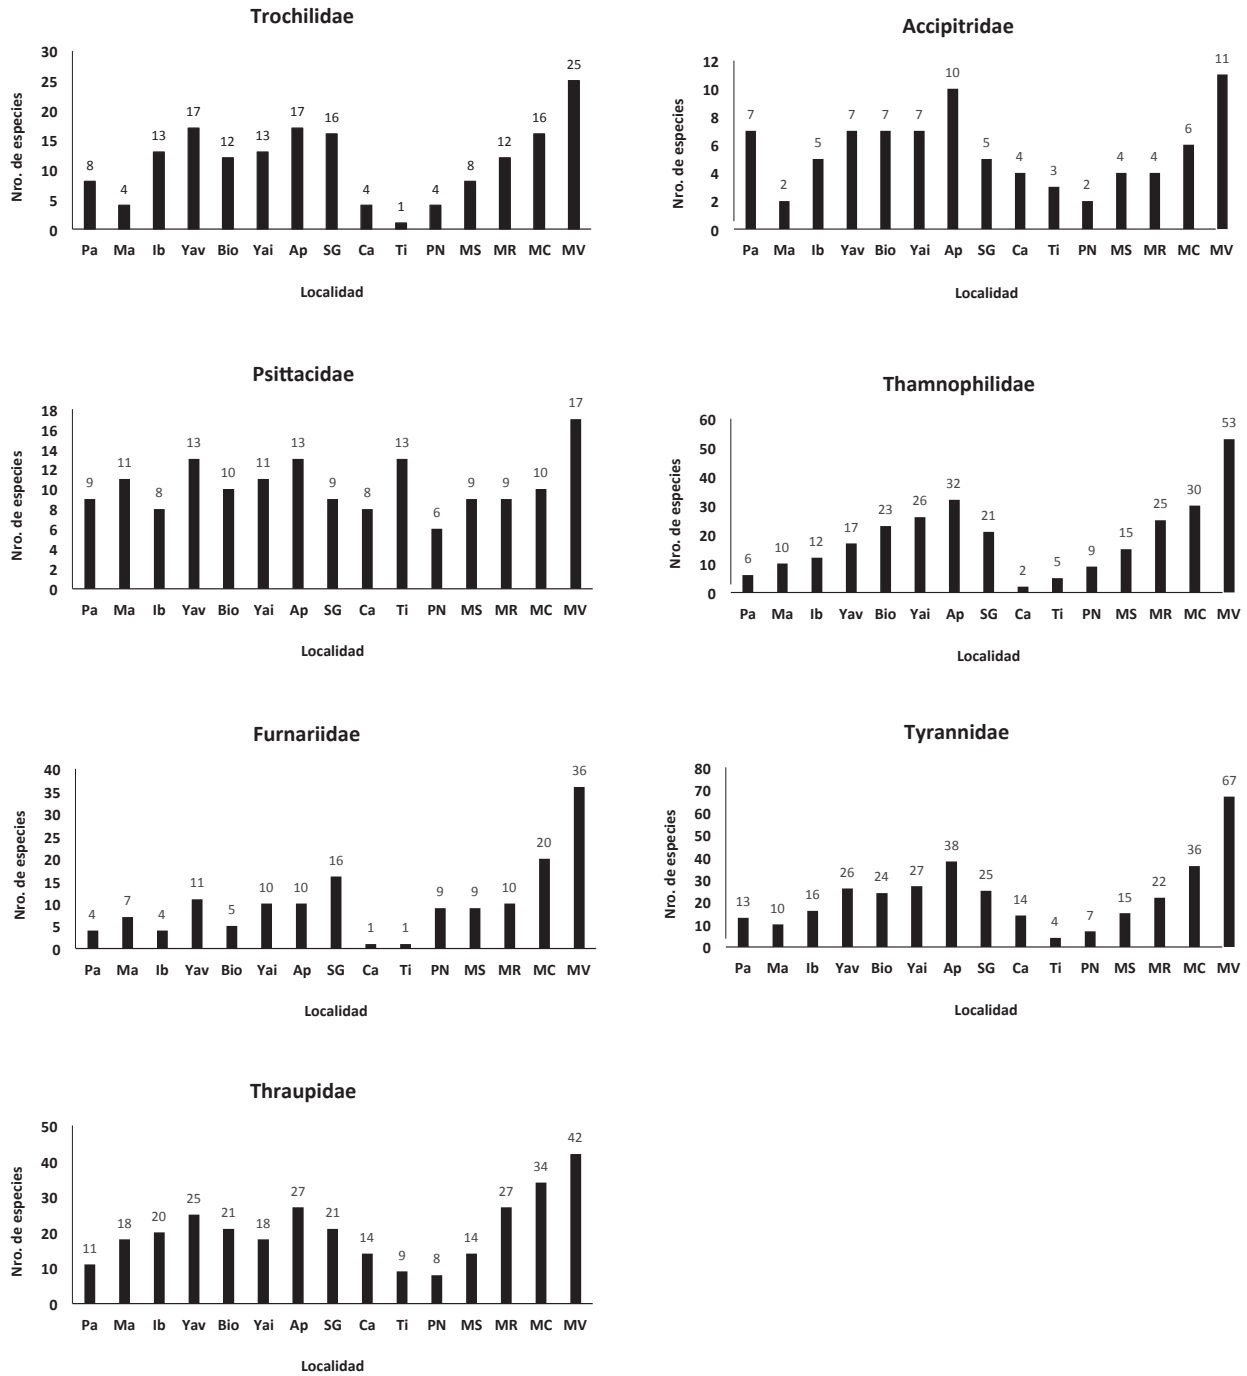 Trochilidae
Nro. de especies
30
25
20
15
10
5
0
8 4 13 17 12 13 17 16 4 1 4 8 12 16 25
Pa Ma Ib Yav Bio Yai Ap SG Ca Ti PN MS MR MC MV
Localidad
Accipitridae
Nro. de especies
12
10
8
6
4
2
0
7 2 5 7 7 7 10 5 4 3 2 4 4 6 11
Pa Ma Ib Yav Bio Yai Ap SG Ca Ti PN MS MR MC MV
Localidad
Psittacidae
Nro. de especies
18
16
14
12
10
8
6
4
2
0
9 11 8 13 10 11 13 9 8 13 6 9 9 10 17
Pa Ma Ib Yav Bio Yai Ap SG Ca Ti PN MS MR MC MV
Localidad
Thamnophilidae
Nro. de especies
60
50
40
30
20
10
0
6 10 12 17 23 26 32 21 2 5 9 15 25 30 53
Pa Ma Ib Yav Bio Yai Ap SG Ca Ti PN MS MR MC MV
Localidad
Furnariidae
Nro. de especies
40
35
30
25
20
15
10
5
0
4 7 4 11 5 10 10 16 1 1 9 9 10 20 36
Pa Ma Ib Yav Bio Yai Ap SG Ca Ti PN MS MR MC MV
Localidad
Tyrannidae
Nro. de especies
80
70
60
50
40
30
20
10
0
13 10 16 26 24 27 38 25 14 4 7 15 22 36 67
Pa Ma Ib Yav Bio Yai Ap SG Ca Ti PN MS MR MC MV
Localidad
Thraupidae
Nro. de especies
50
40
30
20
10
0
11 18 20 25 21 18 27 21 14 9 8 14 27 34 42
Pa Ma Ib Yav Bio Yai Ap SG Ca Ti PN MS MR MC MV
Localidad